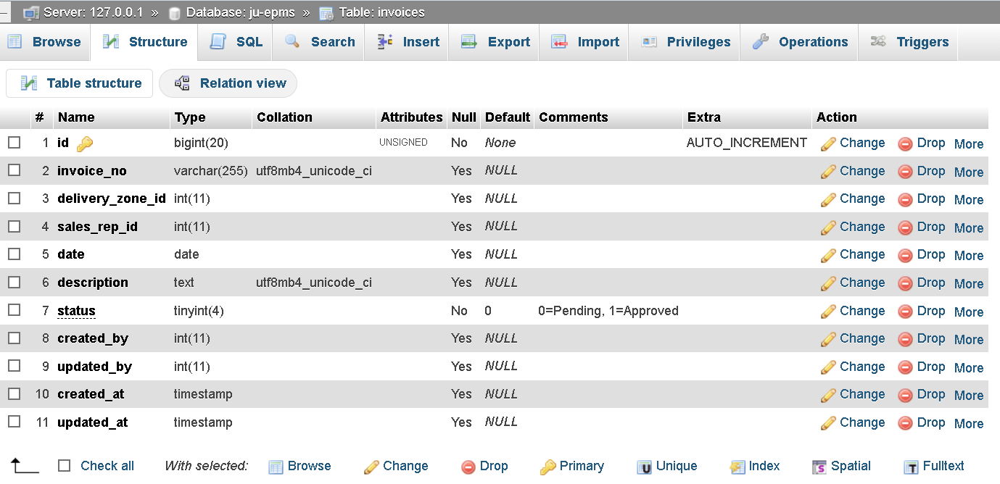 Server: 127.0.0.1 » Database: ju-epms » Table: invoices
Browse Structure SQL Search Insert Export Import Privileges Operations Triggers
Table structure Relation view
# Name Type Collation Attributes Null Default Comments Extra Action
1 id bigint(20) UNSIGNED No None AUTO_INCREMENT Change Drop More
2 invoice_no varchar(255) utf8mb4_unicode_ci Yes NULL Change Drop More
3 delivery_zone_id int(11) Yes NULL Change Drop More
4 sales_rep_id int(11) Yes NULL Change Drop More
5 date date Yes NULL Change Drop More
6 description text utf8mb4_unicode_ci Yes NULL Change Drop More
7 status tinyint(4) No 0 0=Pending, 1=Approved Change Drop More
8 created_by int(11) Yes NULL Change Drop More
9 updated_by int(11) Yes NULL Change Drop More
10 created_at timestamp Yes NULL Change Drop More
11 updated_at timestamp Yes NULL Change Drop More
Check all With selected: Browse Change Drop Primary Unique Index Spatial Fulltext